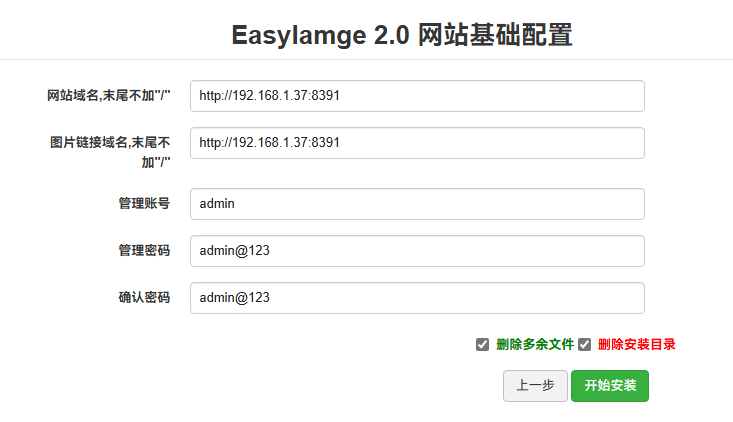 EasyIamge 2.0 网站基础配置
网站域名,末尾不加"/"
http://192.168.1.37:8391
图片链接域名,末尾不
加"/"
http://192.168.1.37:8391
管理账号
admin
管理密码
admin@123
确认密码
admin@123
删除多余文件 删除安装目录
上一步 开始安装